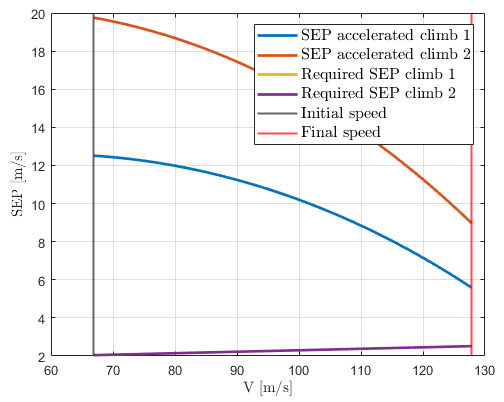 20
18
16
14
12
10
8
6
4
2
SEP [m/s]
SEP accelerated climb 1
SEP accelerated climb 2
Required SEP climb 1
Required SEP climb 2
Initial speed
Final speed
60 70 80 90 100 110 120 130
V [m/s]